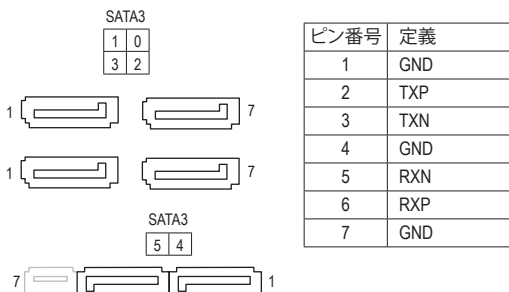 SATA3
1 0
3 2
1 7
1 7
SATA3
5 4
7 1
ピン番号 定義
1 GND
2 TXP
3 TXN
4 GND
5 RXN
6 RXP
7 GND